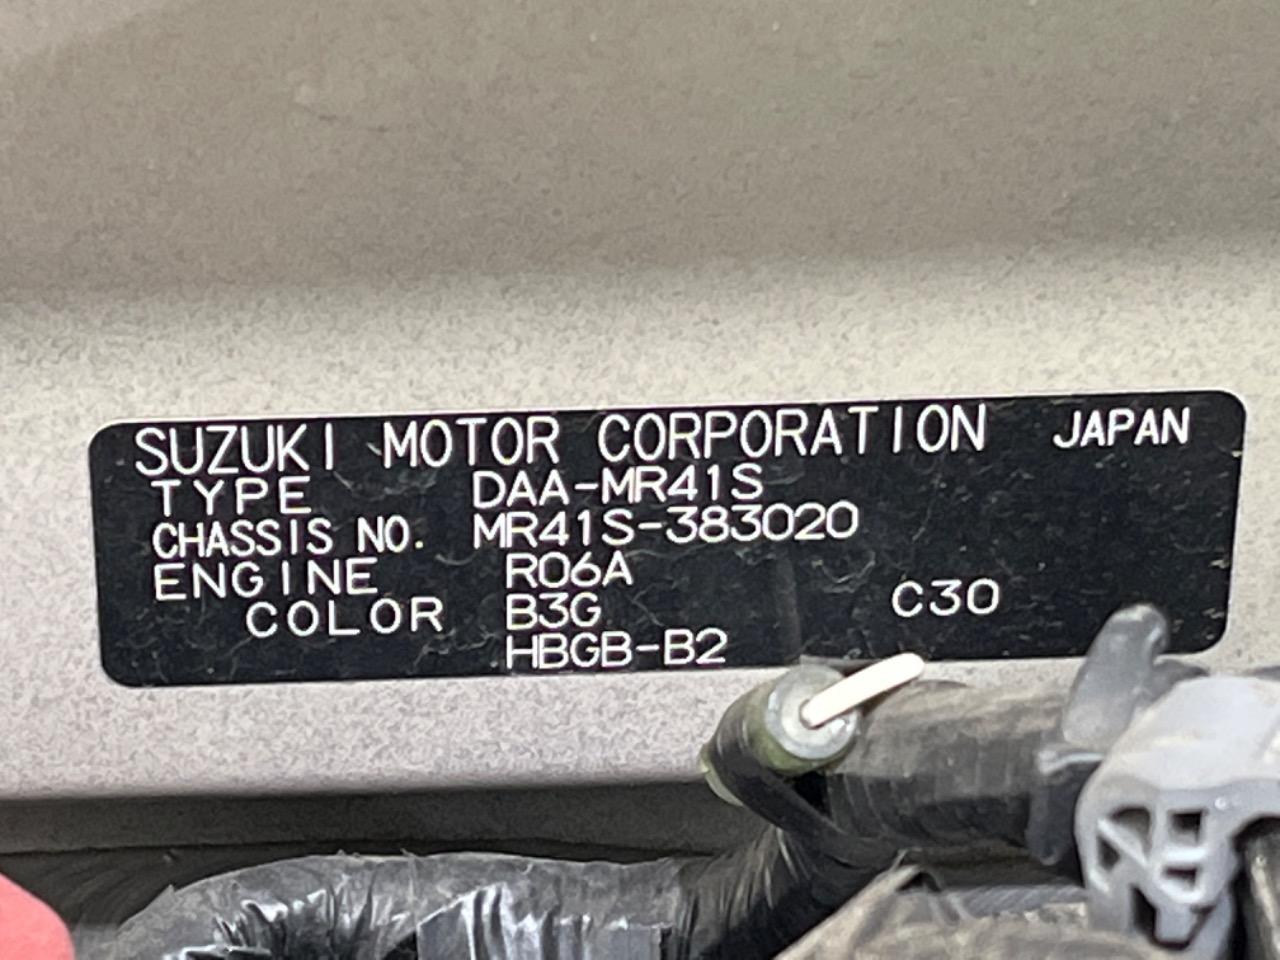 SUZUKI MOTOR CORPORATION JAPAN
TYPE DAA-MR41S
CHASSIS NO. MR41S-383020
ENGINE R06A
COLOR B3G C30
HBGB-B2